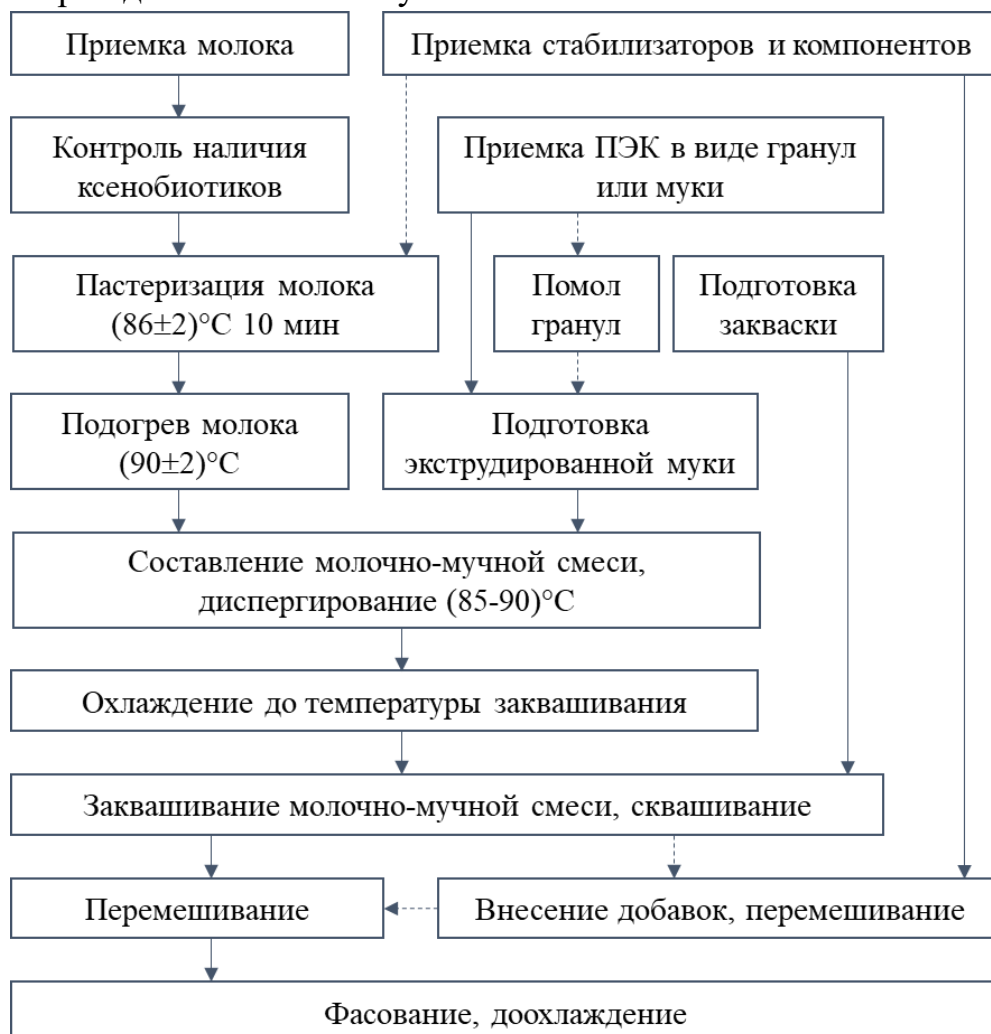 Приемка молока
Приемка стабилизаторов и компонентов
Контроль наличия
ксенобиотиков
Приемка ПЭК в виде гранул
или муки
Пастеризация молока
(86±2)°С 10 мин
Помол
гранул
Подготовка
закваски
Подогрев молока
(90±2)°С
Подготовка
экструдированной муки
Составление молочно-мучной смеси,
диспергирование (85-90)°С
Охлаждение до температуры заквашивания
Заквашивание молочно-мучной смеси, сквашивание
Перемешивание
Внесение добавок, перемешивание
Фасование, доохлаждение